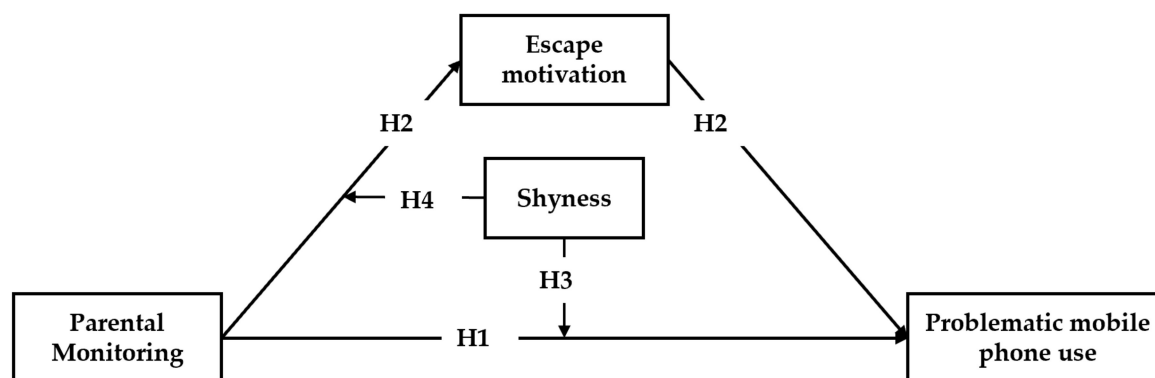 Escape
motivation
H2
H2
H4
Shyness
H3
Parental
Monitoring
H1
Problematic mobile
phone use